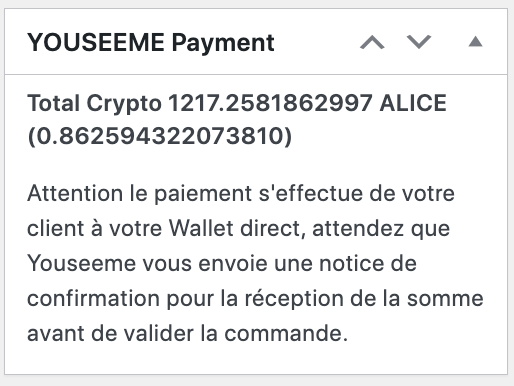 YOUSEEME Payment
Total Crypto 1217.2581862997 ALICE
(0.862594322073810)
Attention le paiement s'effectue de votre
client à votre Wallet direct, attendez que
Youseeme vous envoie une notice de
confirmation pour la réception de la somme
avant de valider la commande.